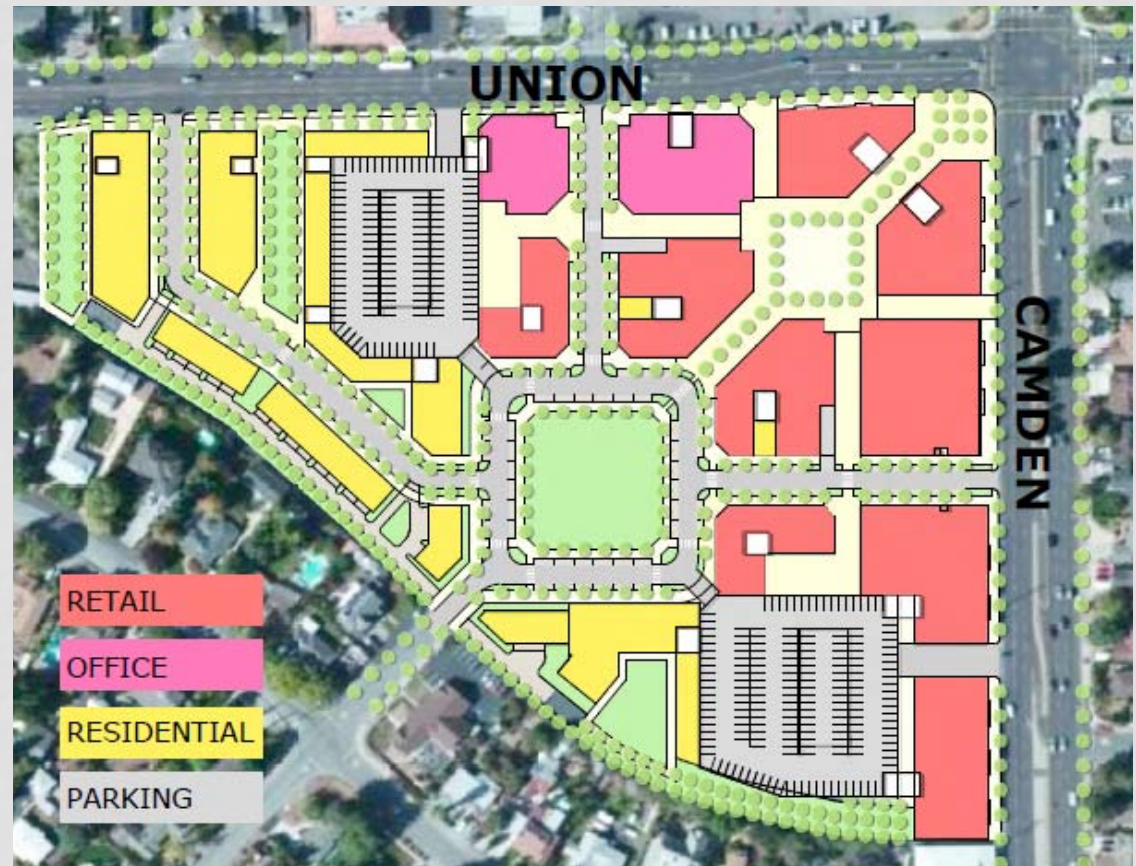 UNION
CAMDEN
RETAIL
OFFICE
RESIDENTIAL
PARKING